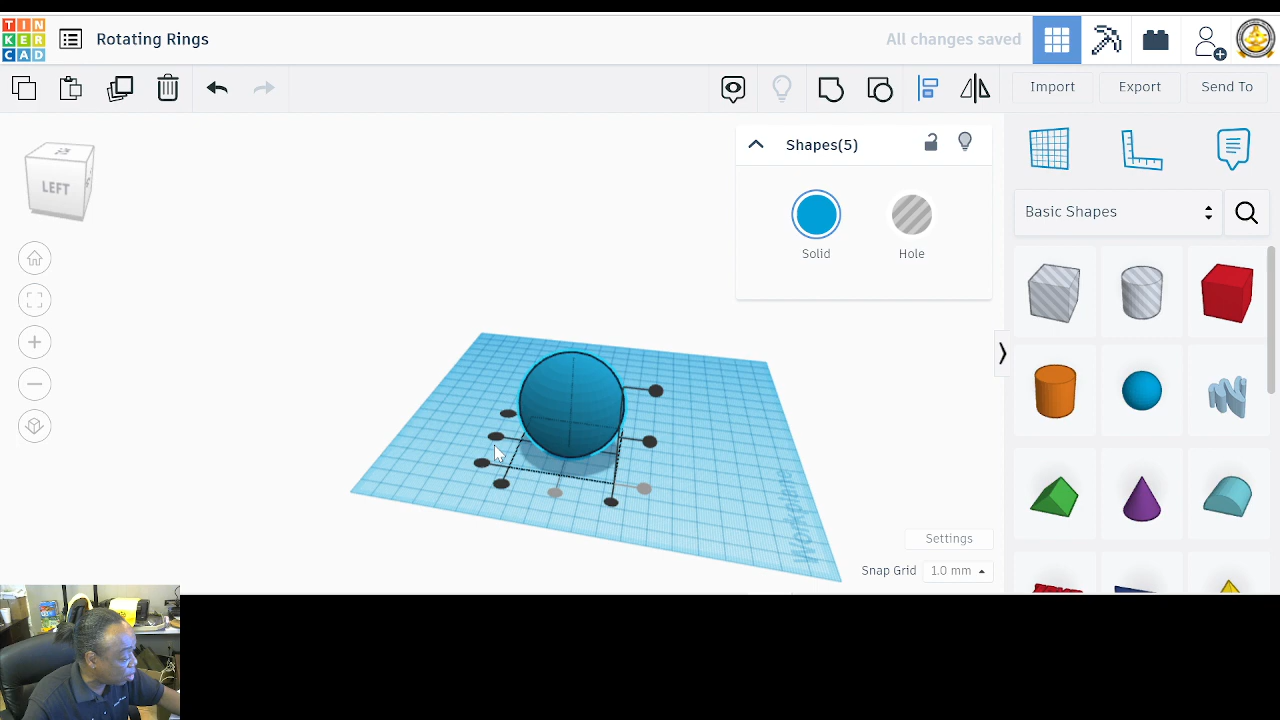 TIN
KER
CAD
Rotating Rings
All changes saved
Import
Export
Send To
LEFT
Shapes(5)
Solid
Hole
Basic Shapes
Workplane
Settings
Snap Grid
1.0 mm